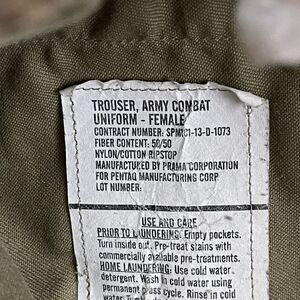 TROUSER, ARMY COMBAT
UNIFORM - FEMALE
CONTRACT NUMBER: SPM1C1-13-D-1073
FIBER CONTENT: 50/50
NYLON/COTTON RIPSTOP
MANUFACTURED BY PRAMA CORPORATION
FOR PENTAQ MANUFACTURING CORP
LOT NUMBER:
USE AND CARE
PRIOR TO LAUNDERING: Empty pockets.
Turn inside out. Pre-treat stains with
commercially available pre-treatments.
HOME LAUNDERING: Use cold water
detergent. Wash in cold water using
permanent press cycle. Rinse in cold
water.